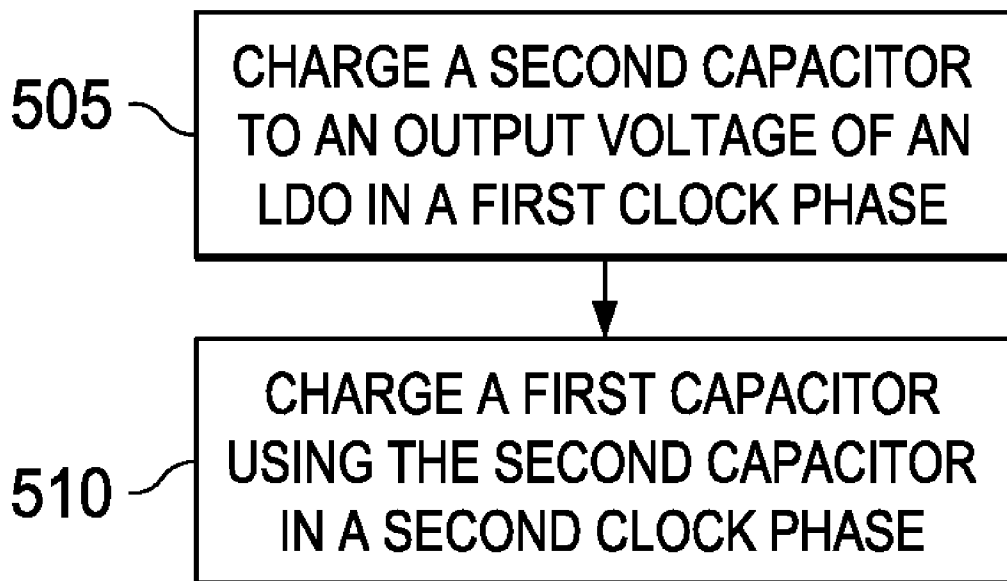 505
CHARGE A SECOND CAPACITOR
TO AN OUTPUT VOLTAGE OF AN
LDO IN A FIRST CLOCK PHASE
510
CHARGE A FIRST CAPACITOR
USING THE SECOND CAPACITOR
IN A SECOND CLOCK PHASE